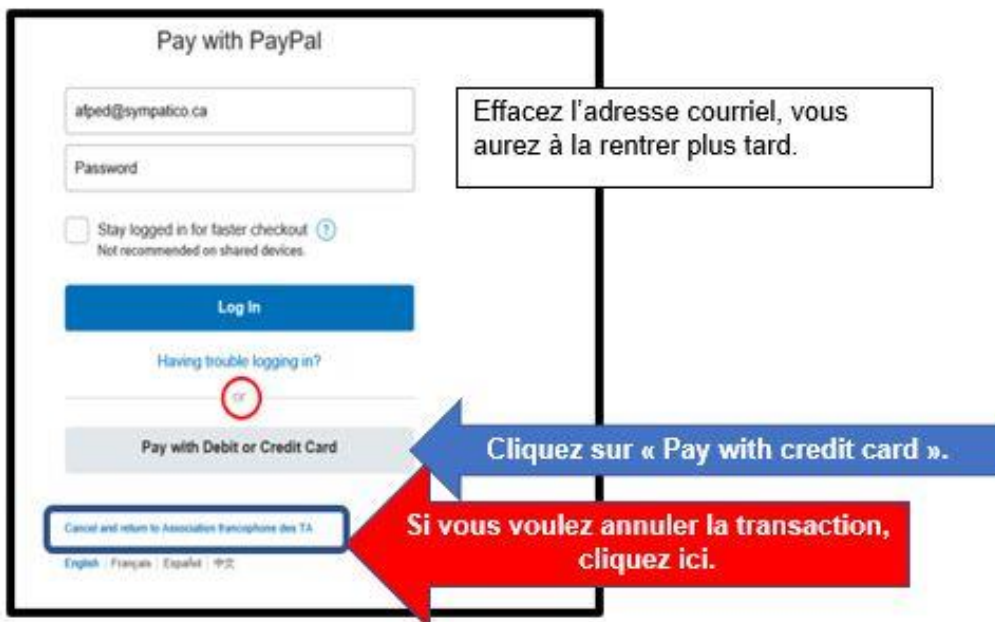 Pay with PayPal
afped@sympatico.ca
Effacez l'adresse courriel, vous
aurez à la rentrer plus tard.
Password
Stay logged in for faster checkout ?
Not recommended on shared devices.
Log In
Having trouble logging in?
or
Pay with Debit or Credit Card
Cliquez sur « Pay with credit card ».
Cancel and return to Association francophone des TA
Si vous voulez annuler la transaction,
cliquez ici.
English | Français | Español | 中文